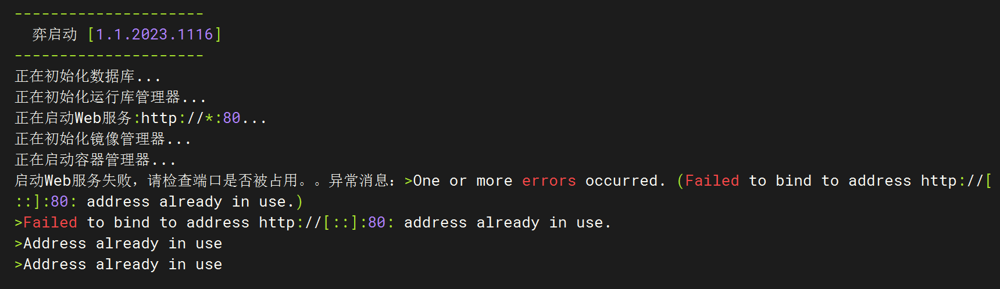 ---------------------
弈启动 [1.1.2023.1116]
---------------------
正在初始化数据库...
正在初始化运行库管理器...
正在启动Web服务:http://*:80...
正在初始化镜像管理器...
正在启动容器管理器...
启动Web服务失败，请检查端口是否被占用。。异常消息：>One or more errors occurred. (Failed to bind to address http://[
::]:80: address already in use.)
>Failed to bind to address http://[::]:80: address already in use.
>Address already in use
>Address already in use